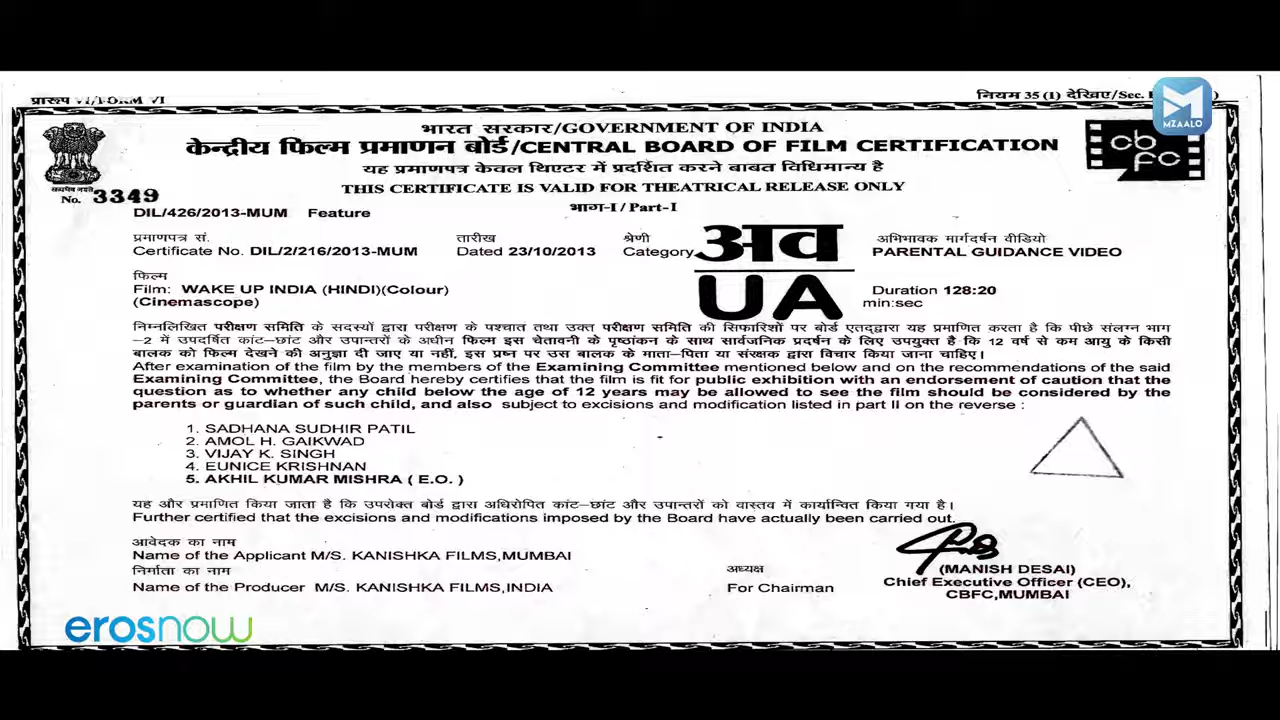 प्रारूप VI/FORM VI
नियम 35 (1) देखिए/Sec.
MZAALO
भारत सरकार/GOVERNMENT OF INDIA
केन्द्रीय फिल्म प्रमाणन बोर्ड/CENTRAL BOARD OF FILM CERTIFICATION
cb
fc
यह प्रमाणपत्र केवल थिएटर में प्रदर्शित करने बाबत विधिमान्य है
THIS CERTIFICATE IS VALID FOR THEATRICAL RELEASE ONLY
सत्यमेव जयते
No. 3349
भाग-I/Part-I
DIL/426/2013-MUM Feature
प्रमाणपत्र सं. तारीख श्रेणी अव अभिभावक मार्गदर्शन वीडियो
Certificate No. DIL/2/216/2013-MUM Dated 23/10/2013 Category PARENTAL GUIDANCE VIDEO
फिल्म
Film: WAKE UP INDIA (HINDI)(Colour) UA Duration 128:20
(Cinemascope) min:sec
निम्नलिखित परीक्षण समिति के सदस्यों द्वारा परीक्षण के पश्चात तथा उक्त परीक्षण समिति की सिफारिशों पर बोर्ड एतद्द्वारा यह प्रमाणित करता है कि पीछे संलग्न भाग
-2 में उपदर्षित कांट-छांट और उपान्तरों के अधीन फिल्म इस चेतावनी के पृष्ठांकन के साथ सार्वजनिक प्रदर्षन के लिए उपयुक्त है कि 12 वर्ष से कम आयु के किसी
बालक को फिल्म देखने की अनुज्ञा दी जाए या नहीं, इस प्रष्न पर उस बालक के माता-पिता या संरक्षक द्वारा विचार किया जाना चाहिए।
After examination of the film by the members of the Examining Committee mentioned below and on the recommendations of the said
Examining Committee, the Board hereby certifies that the film is fit for public exhibition with an endorsement of caution that the
question as to whether any child below the age of 12 years may be allowed to see the film should be considered by the
parents or guardian of such child, and also subject to excisions and modification listed in part II on the reverse :
1. SADHANA SUDHIR PATIL
2. AMOL H. GAIKWAD
3. VIJAY K. SINGH
4. EUNICE KRISHNAN
5. AKHIL KUMAR MISHRA ( E.O. )
यह और प्रमाणित किया जाता है कि उपरोक्त बोर्ड द्वारा अधिरोपित कांट-छांट और उपान्तरों को वास्तव में कार्यान्वित किया गया है।
Further certified that the excisions and modifications imposed by the Board have actually been carried out.
आवेदक का नाम
Name of the Applicant M/S. KANISHKA FILMS,MUMBAI
निर्माता का नाम
Name of the Producer M/S. KANISHKA FILMS,INDIA
अध्यक्ष
For Chairman
(MANISH DESAI)
Chief Executive Officer (CEO),
CBFC,MUMBAI
erosnow